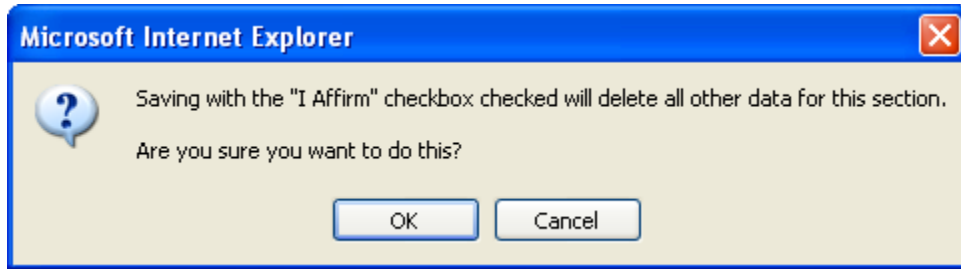 Microsoft Internet Explorer
Saving with the "I Affirm" checkbox checked will delete all other data for this section.
Are you sure you want to do this?
OK Cancel